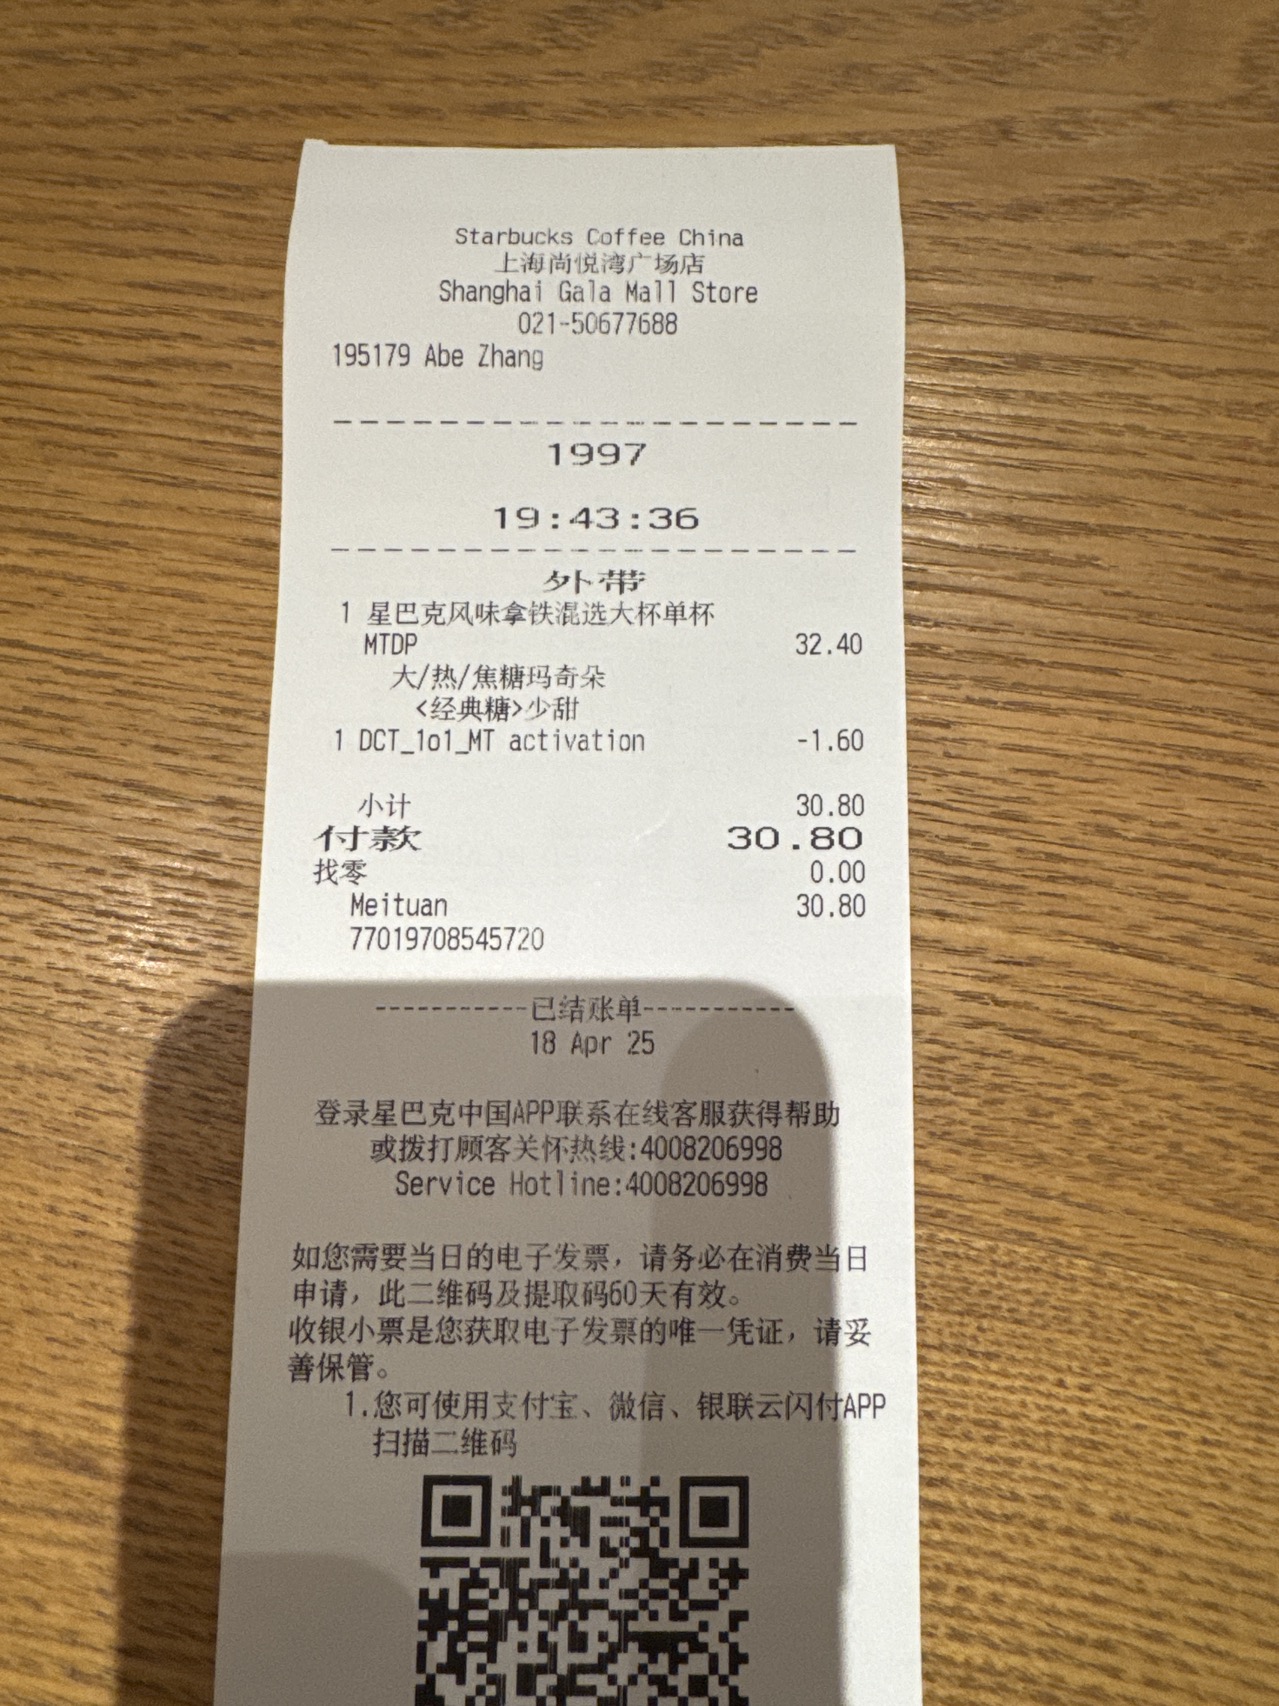 Starbucks Coffee China
上海尚悦湾广场店
Shanghai Gala Mall Store
021-50677688
195179 Abe Zhang
1997
19:43:36
外带
1 星巴克风味拿铁混选大杯单杯
MTDP 32.40
大/热/焦糖玛奇朵
<经典糖>少甜
1 DCT_1o1_MT activation -1.60
小计 30.80
付款 30.80
找零 0.00
Meituan 30.80
77019708545720
-----------已结账单-----------
18 Apr 25
登录星巴克中国APP联系在线客服获得帮助
或拨打顾客关怀热线:4008206998
Service Hotline:4008206998
如您需要当日的电子发票，请务必在消费当日
申请，此二维码及提取码60天有效。
收银小票是您获取电子发票的唯一凭证，请妥
善保管。
1.您可使用支付宝、微信、银联云闪付APP
扫描二维码